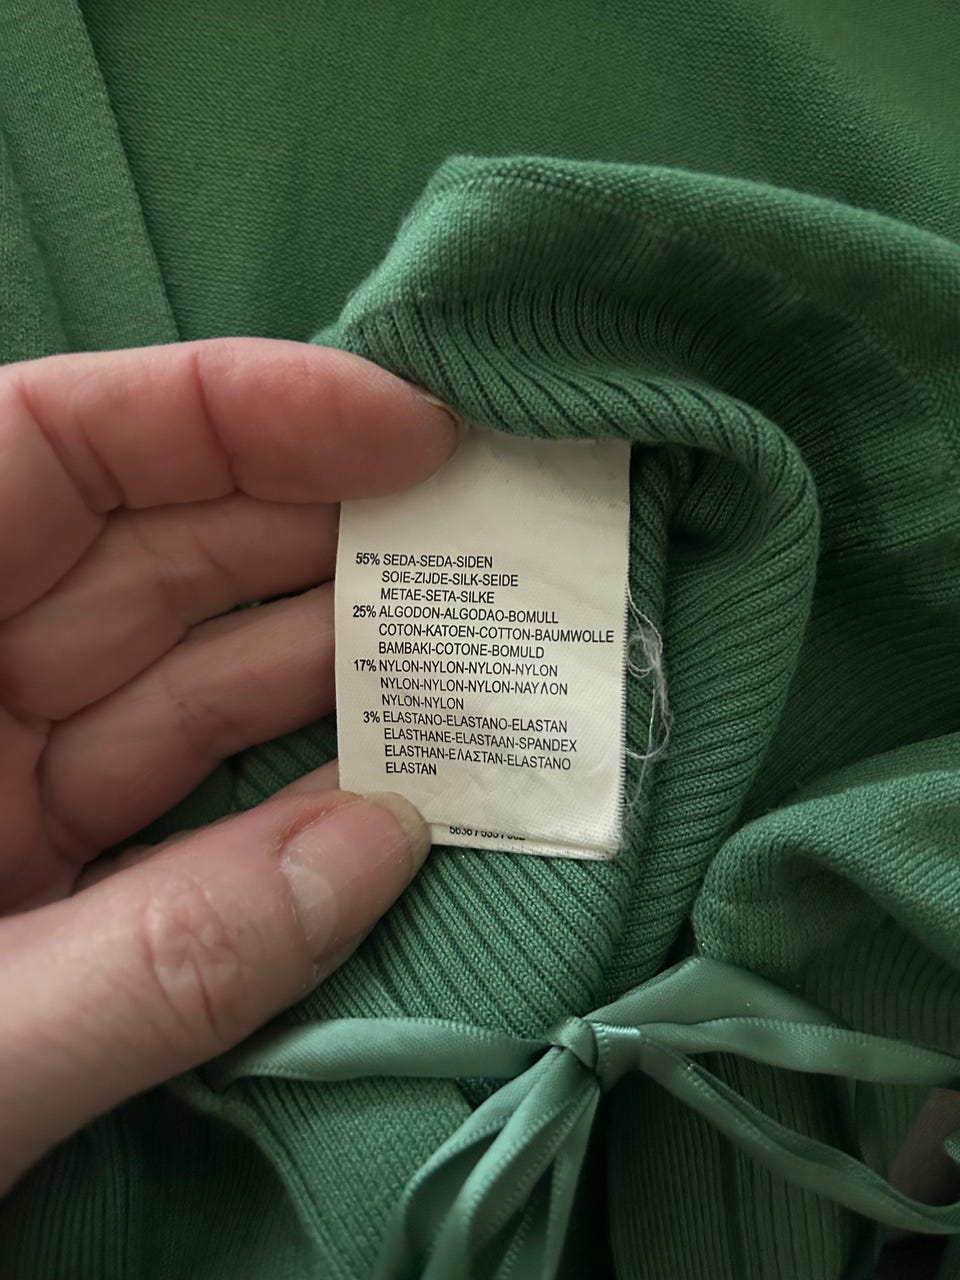 55% SEDA-SEDA-SIDEN
SOIE-ZIJDE-SILK-SEIDE
METAE-SETA-SILKE
25% ALGODON-ALGODAO-BOMULL
COTON-KATOEN-COTTON-BAUMWOLLE
BAMBAKI-COTONE-BOMULD
17% NYLON-NYLON-NYLON-NYLON
NYLON-NYLON-NYLON-ΝΑΥΛΟΝ
NYLON-NYLON
3% ELASTANO-ELASTANO-ELASTAN
ELASTHANE-ELASTAAN-SPANDEX
ELASTHAN-ΕΛΑΣΤΑΝ-ELASTANO
ELASTAN